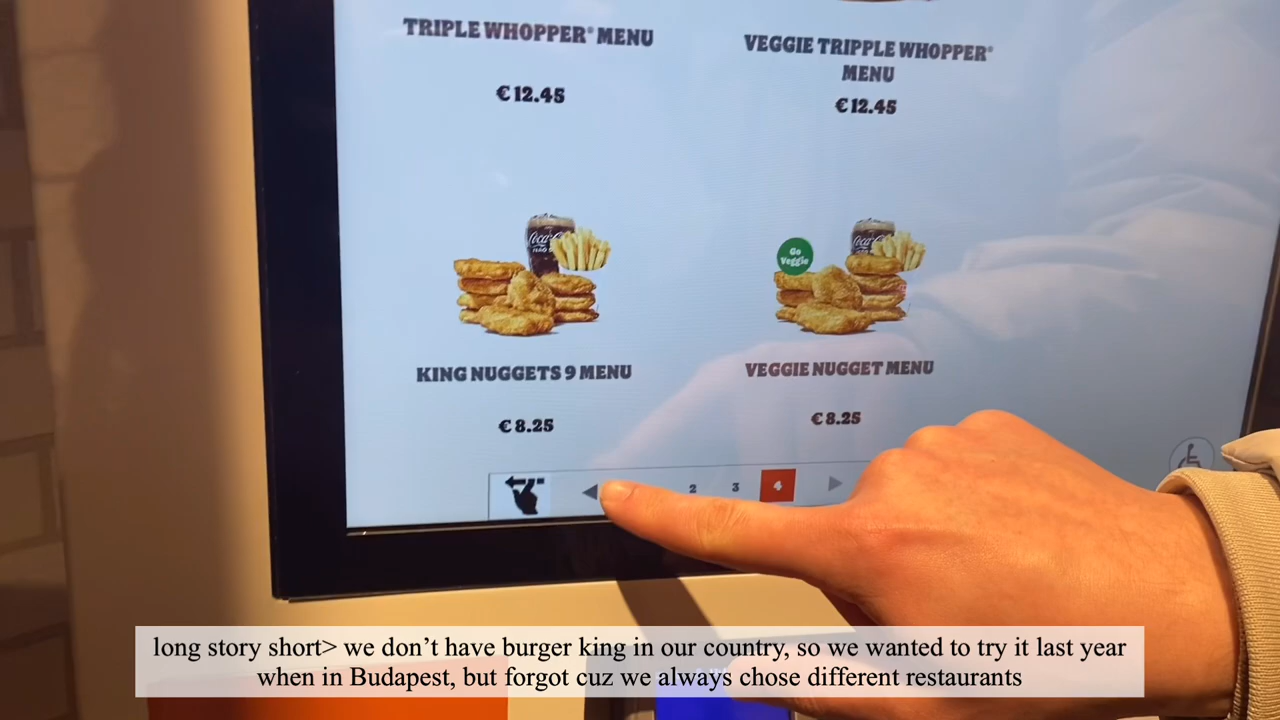 TRIPLE WHOPPER® MENU
€ 12.45
VEGGIE TRIPPLE WHOPPER®
MENU
€ 12.45
Go
Veggie
KING NUGGETS 9 MENU
€ 8.25
VEGGIE NUGGET MENU
€ 8.25
2 3 4
long story short> we don't have burger king in our country, so we wanted to try it last year
when in Budapest, but forgot cuz we always chose different restaurants